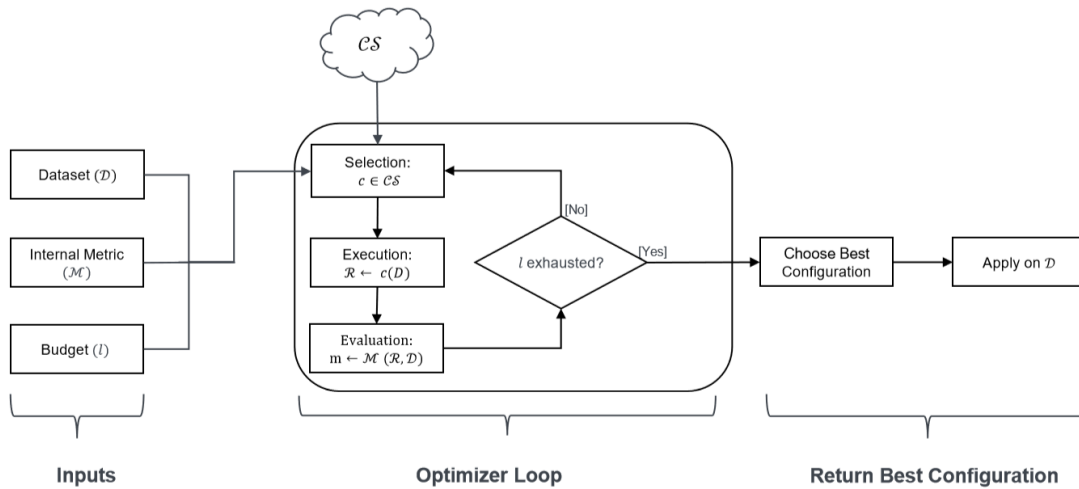 𝒞𝒮
Dataset (𝒟)
Internal Metric
(ℳ)
Budget (𝑙)
Selection:
𝑐 ∈ 𝒞𝒮
Execution:
ℛ ← 𝑐(𝐷)
Evaluation:
m ← ℳ (ℛ, 𝒟)
[No]
𝑙 exhausted?
[Yes]
Choose Best
Configuration
Apply on 𝒟
Inputs
Optimizer Loop
Return Best Configuration